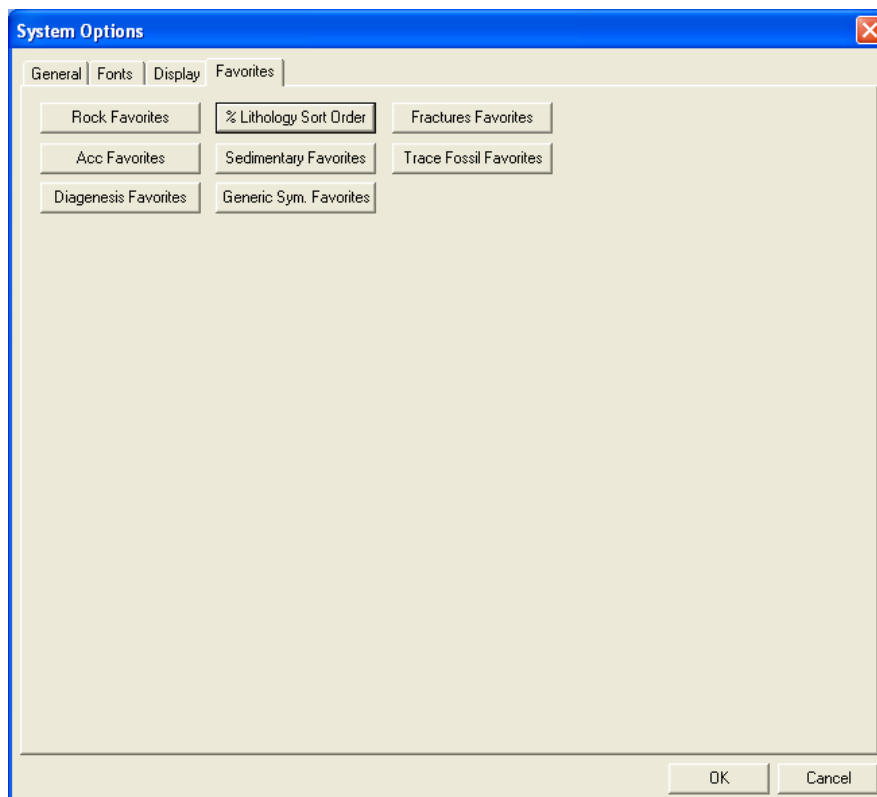 System Options
General Fonts Display Favorites
Rock Favorites % Lithology Sort Order Fractures Favorites
Acc Favorites Sedimentary Favorites Trace Fossil Favorites
Diagenesis Favorites Generic Sym. Favorites
OK Cancel